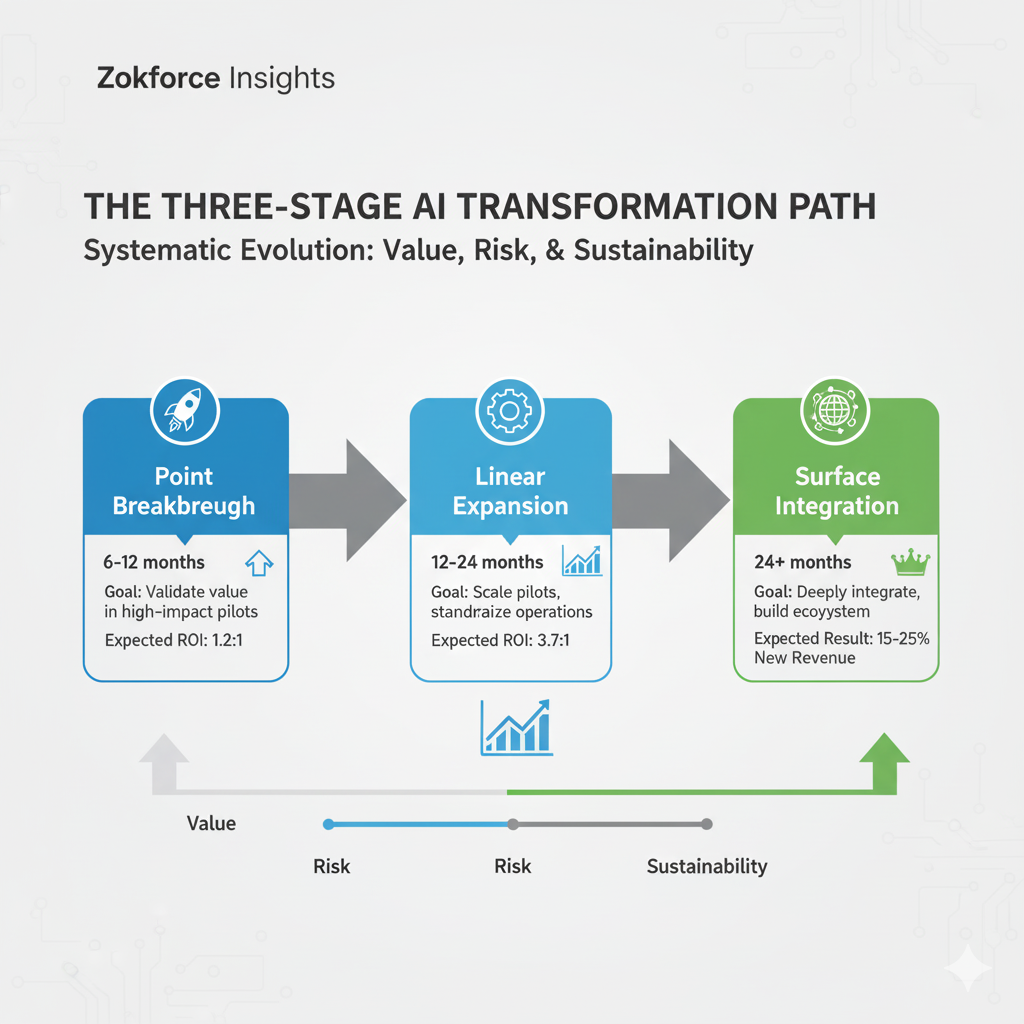 Zokforce Insights
THE THREE-STAGE AI TRANSFORMATION PATH
Systematic Evolution: Value, Risk, & Sustainability
Point
Breakbreugh
6-12 months
Goal: Validate value
in high-impact pilots
Expected ROI: 1.2:1
Linear
Expansion
12-24 months
Goal: Scale pilots,
standraize operations
Expected ROI: 3.7:1
Surface
Integration
24+ months
Goal: Deeply integrate,
build ecoyystem
Expected Result: 15-25%
New Revenue
Value
Risk
Risk
Sustainability